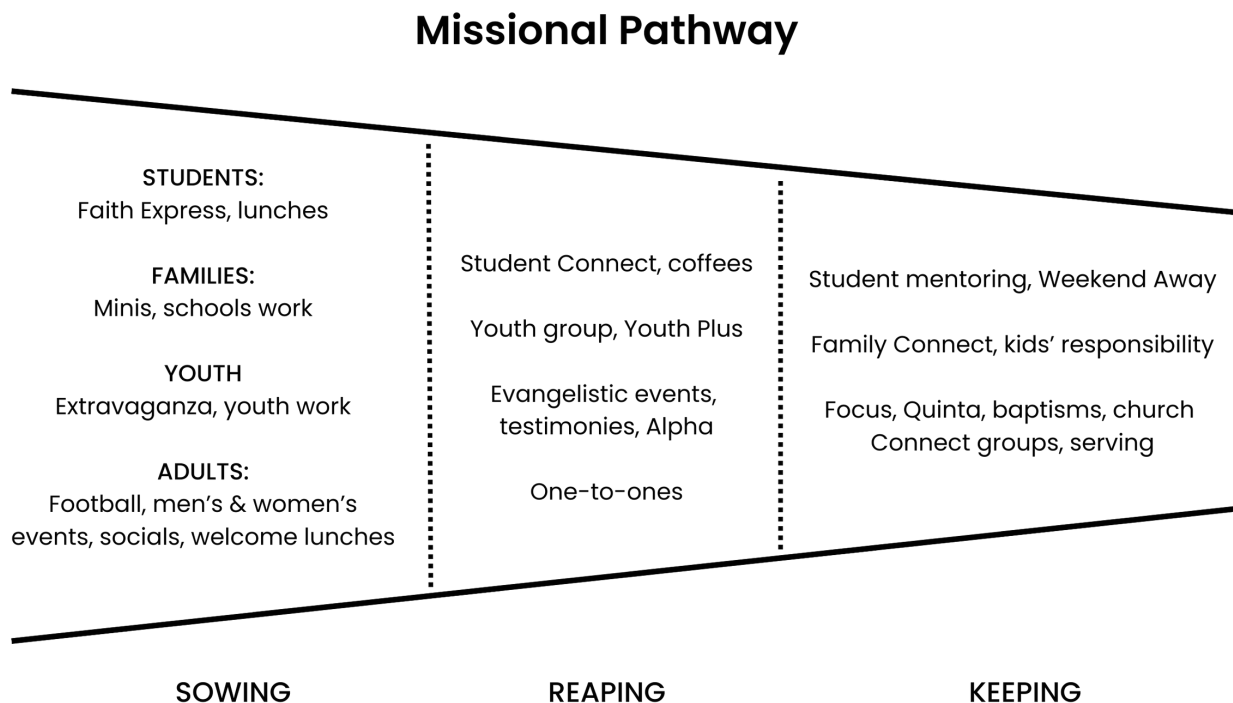 Missional Pathway
STUDENTS:
Faith Express, lunches
FAMILIES:
Minis, schools work
YOUTH
Extravaganza, youth work
ADULTS:
Football, men’s & women’s
events, socials, welcome lunches
Student Connect, coffees
Youth group, Youth Plus
Evangelistic events,
testimonies, Alpha
One-to-ones
Student mentoring, Weekend Away
Family Connect, kids’ responsibility
Focus, Quinta, baptisms, church
Connect groups, serving
SOWING
REAPING
KEEPING